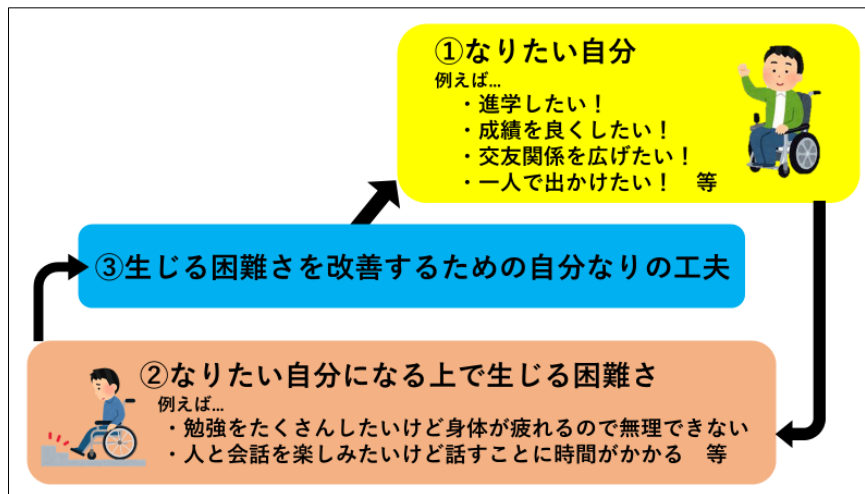 ①なりたい自分
例えば…
・進学したい！
・成績を良くしたい！
・交友関係を広げたい！
・一人で出かけたい！　等
③生じる困難さを改善するための自分なりの工夫
②なりたい自分になる上で生じる困難さ
例えば…
・勉強をたくさんしたいけど身体が疲れるので無理できない
・人と会話を楽しみたいけど話すことに時間がかかる　等